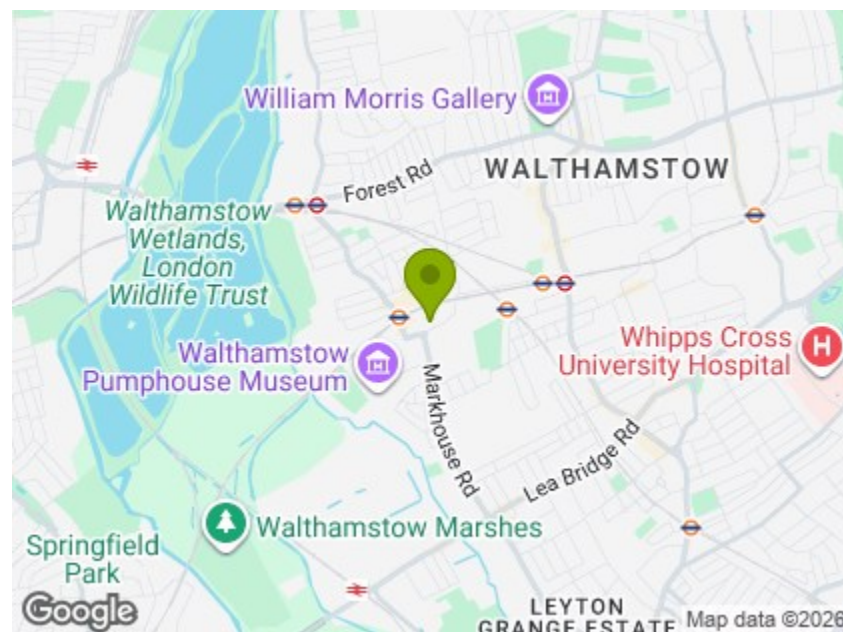 William Morris Gallery
WALTHAMSTOW
Forest Rd
Walthamstow
Wetlands,
London
Wildlife Trust
Whipps Cross
University Hospital
H
Walthamstow
Pumphouse Museum
Markhouse Rd
Lea Bridge Rd
Walthamstow Marshes
Springfield
Park
LEYTON
GRANGE ESTATE
Google
Map data ©2026